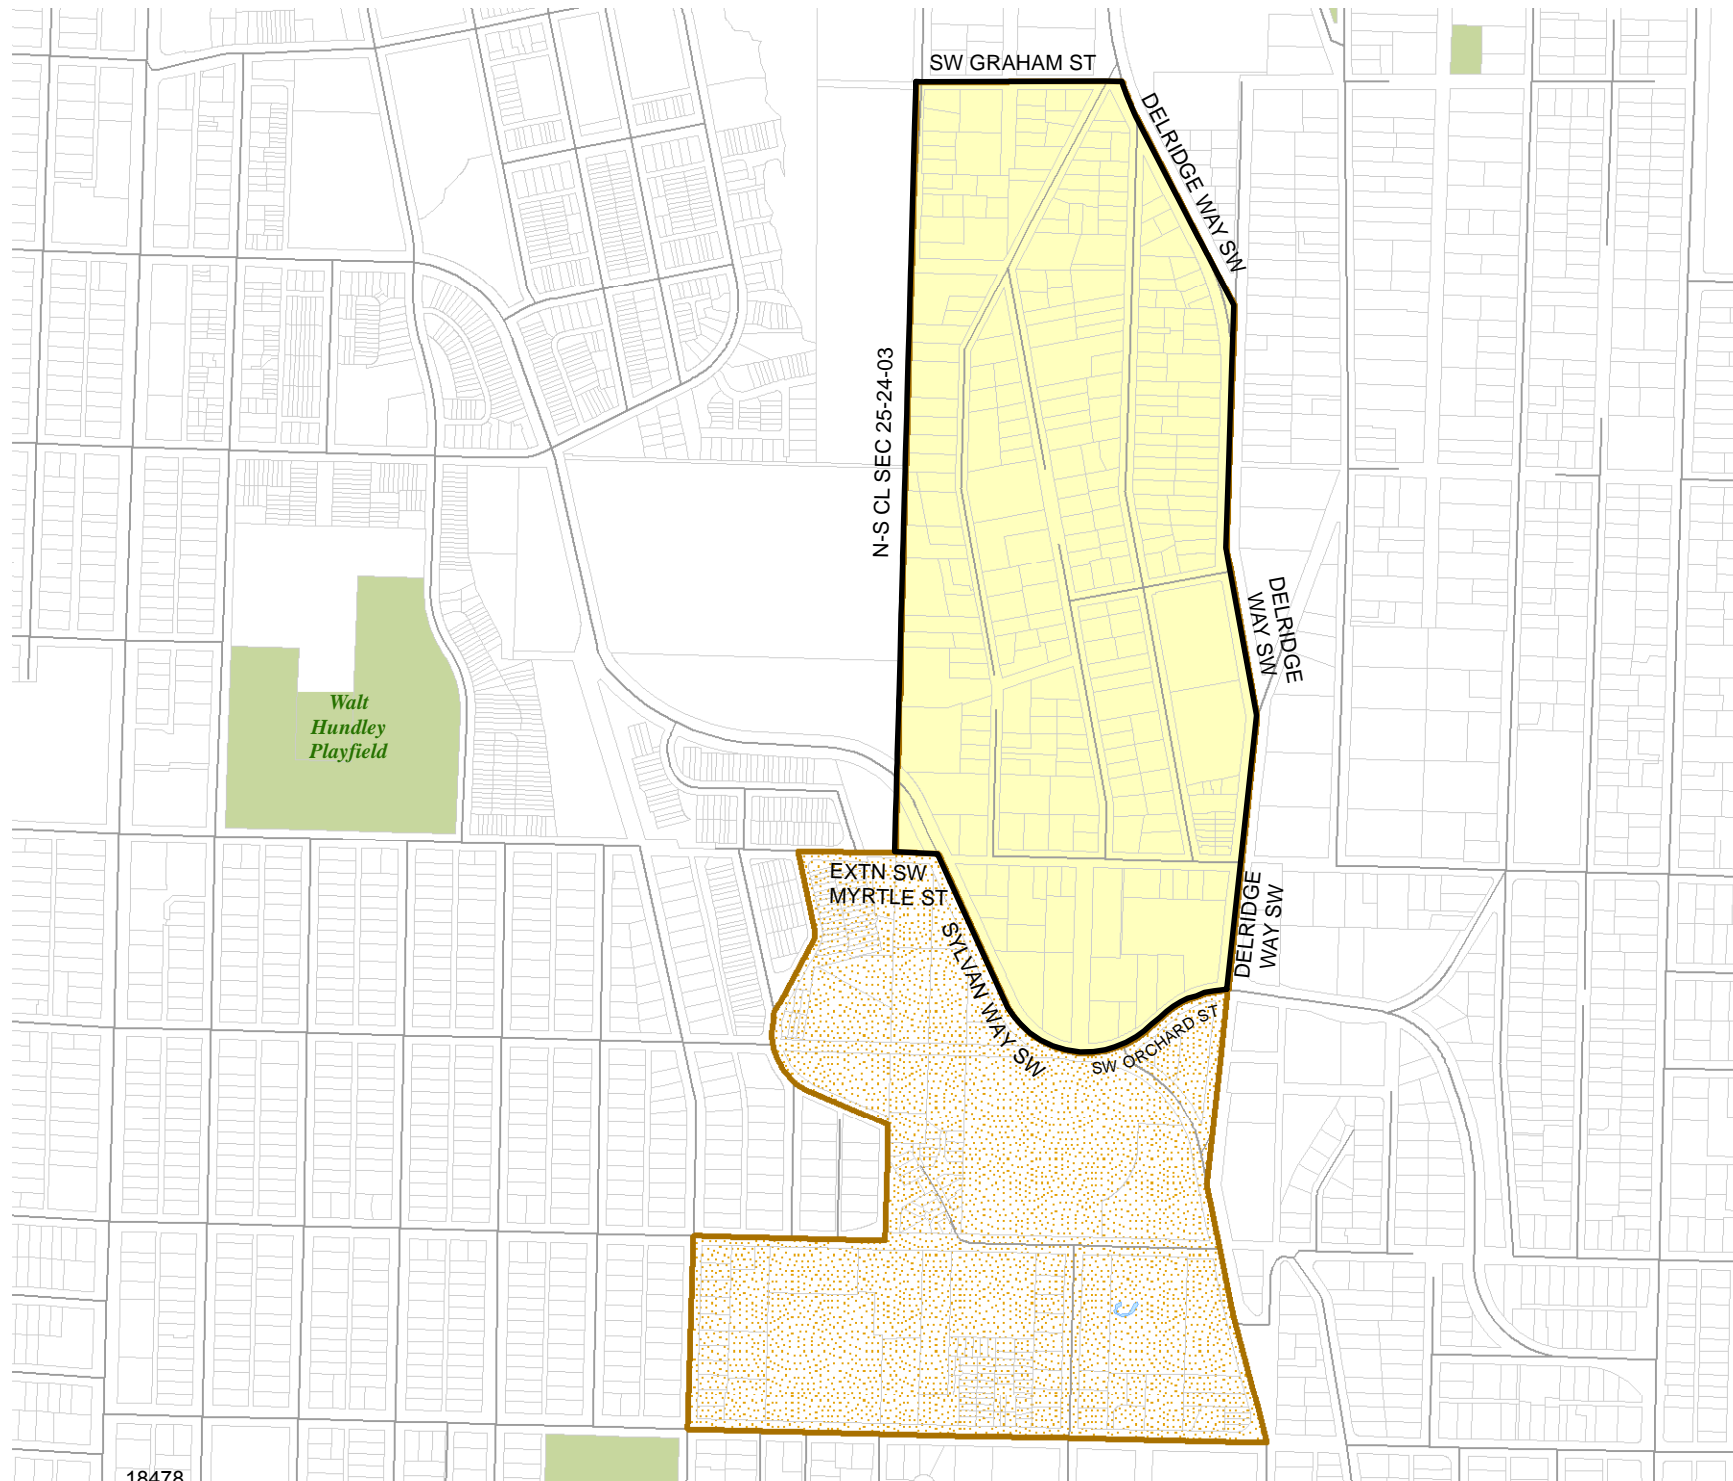 SW GRAHAM ST
DELRIDGE WAY SW
N-S CL SEC 25-24-03
DELRIDGE
WAY SW
Walt
Hundley
Playfield
EXTN SW
MYRTLE ST
SYLVAN WAY SW
DELRIDGE
WAY SW
SW ORCHARD ST
18478